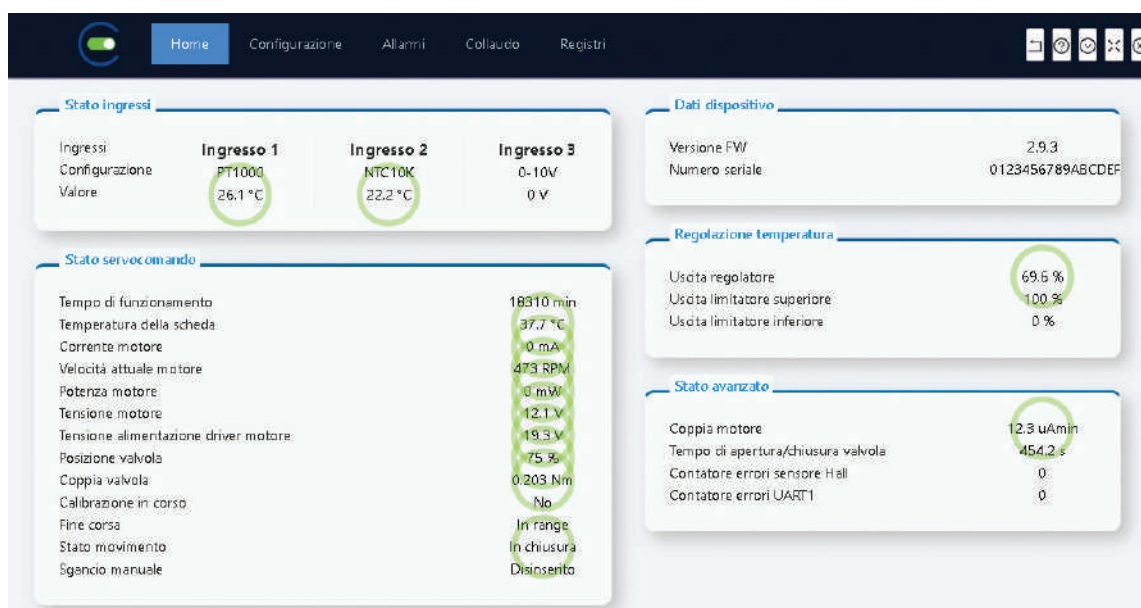 Home Configurazione Allarmi Collaudo Registri
Stato ingressi
Ingressi Ingresso 1 Ingresso 2 Ingresso 3
Configurazione PT1000 NTC10K 0-10V
Valore 26.1 °C 22.2 °C 0 V
Stato servocomando
Tempo di funzionamento 18310 min
Temperatura della scheda 37.7 °C
Corrente motore 0 mA
Velocità attuale motore 473 RPM
Potenza motore 0 mW
Tensione motore 12.1 V
Tensione alimentazione driver motore 19.3 V
Posizione valvola 75 %
Coppia valvola 0.203 Nm
Calibrazione in corso No
Fine corsa In range
Stato movimento In chiusura
Sgancio manuale Disinserito
Dati dispositivo
Versione FW 2.9.3
Numero seriale 0123456789ABCDEF
Regolazione temperatura
Uscita regolatore 69.6 %
Uscita limitatore superiore 100 %
Uscita limitatore inferiore 0 %
Stato avanzato
Coppia motore 12.3 uAmin
Tempo di apertura/chiusura valvola 454.2 s
Contatore errori sensore Hall 0
Contatore errori UART1 0